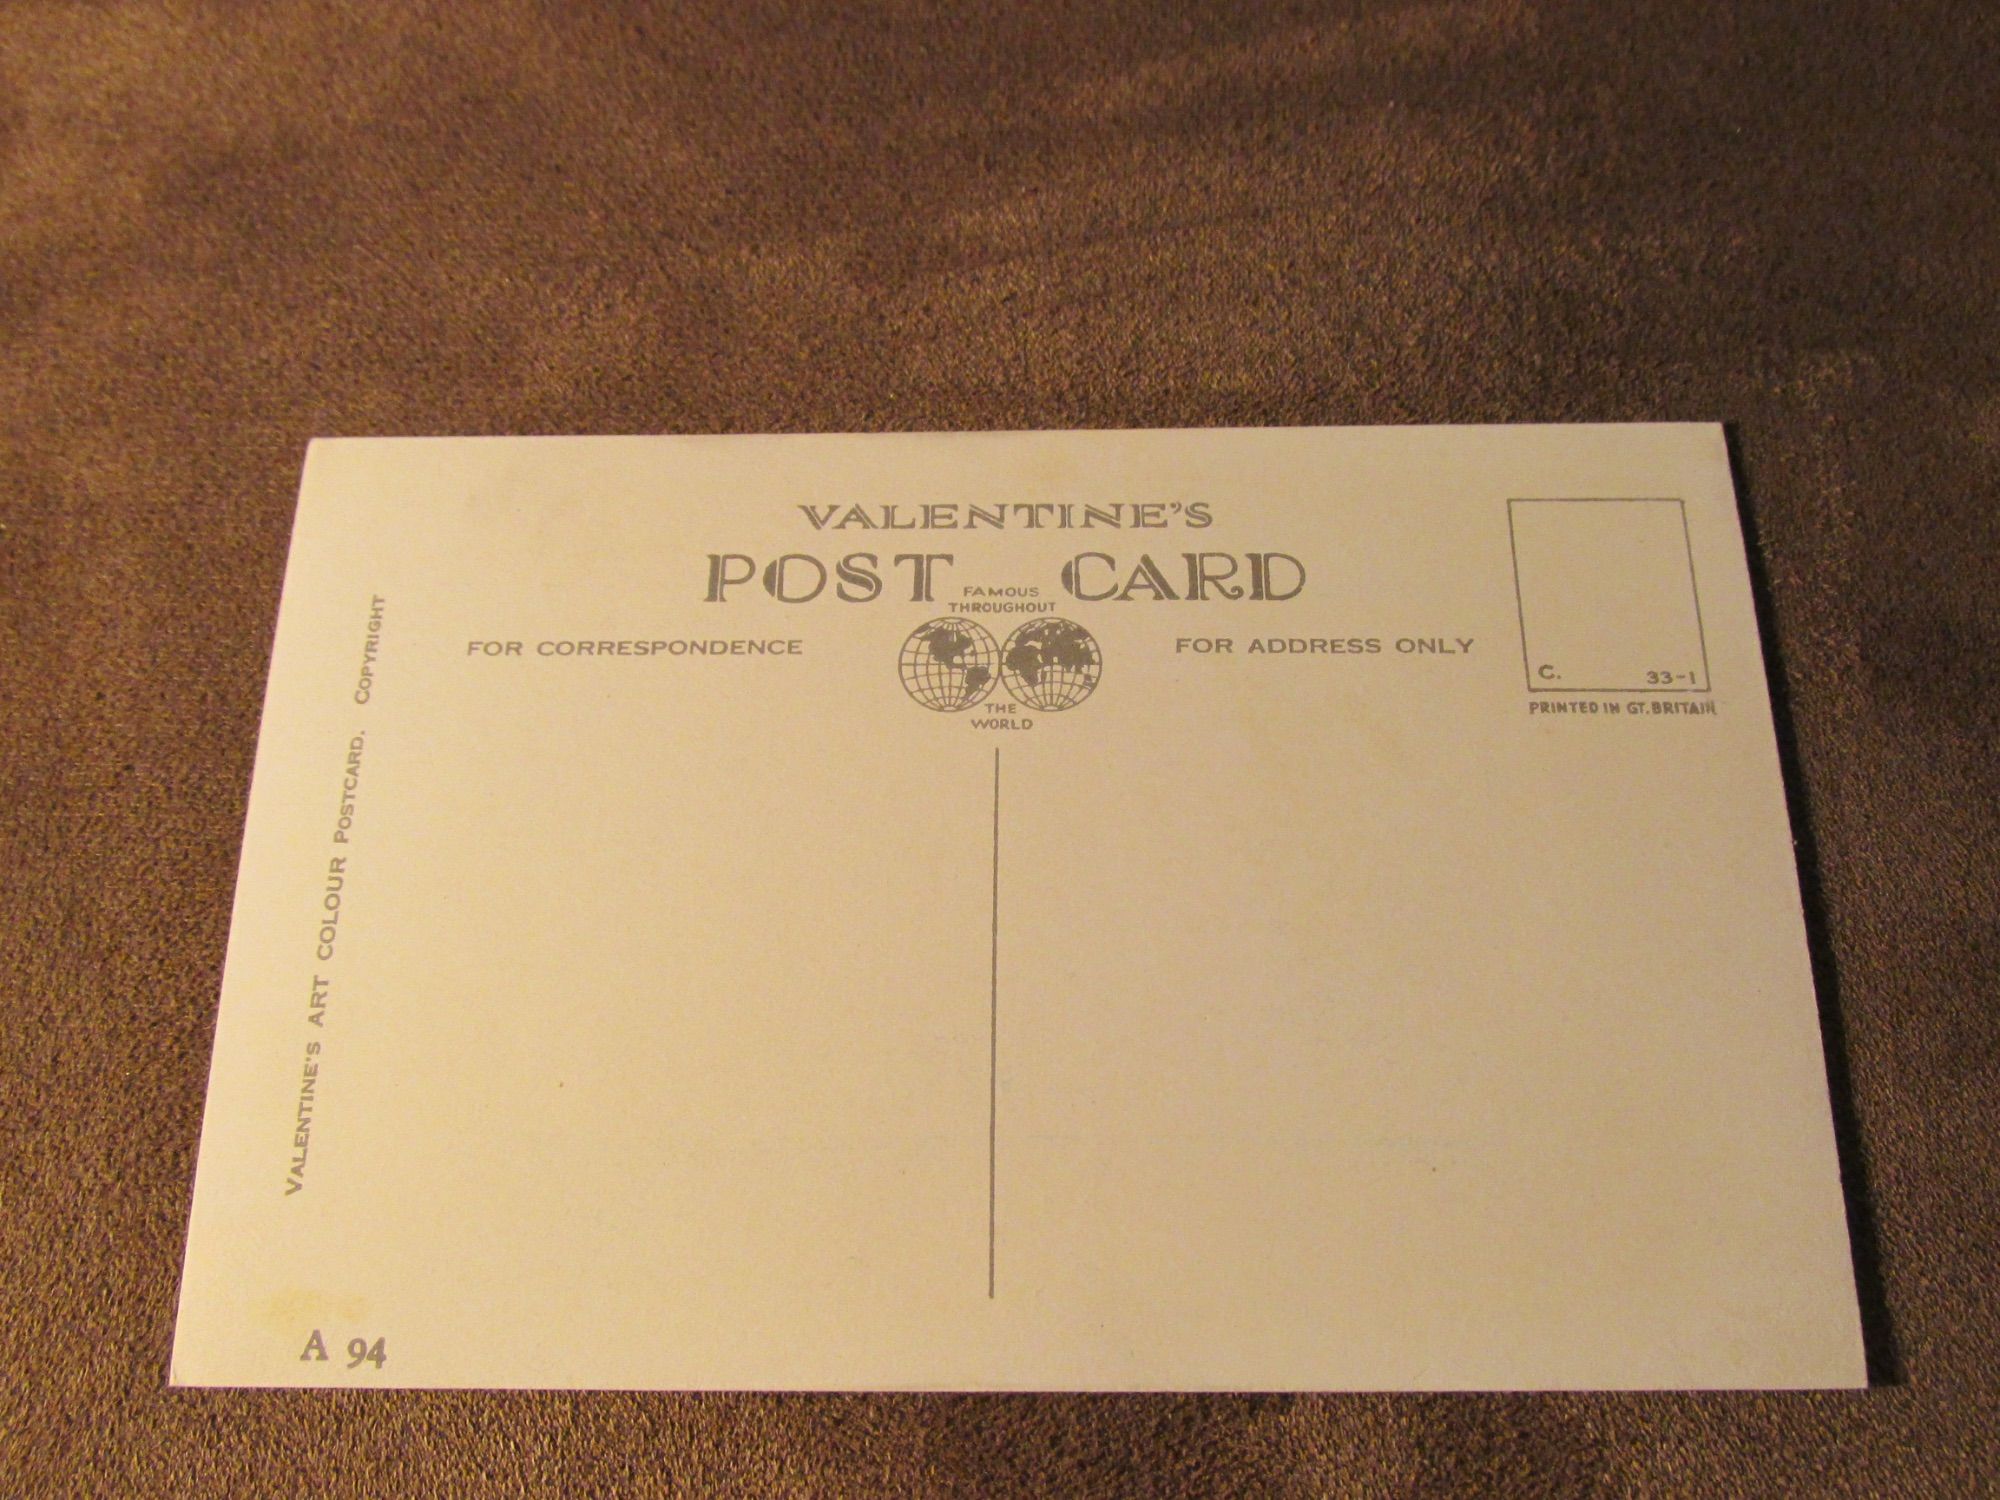 VALENTINE'S
POST CARD
FAMOUS
THROUGHOUT
THE
WORLD
FOR CORRESPONDENCE
FOR ADDRESS ONLY
C. 33-1
PRINTED IN GT. BRITAIN
VALENTINE'S ART COLOUR POSTCARD. COPYRIGHT
A 94